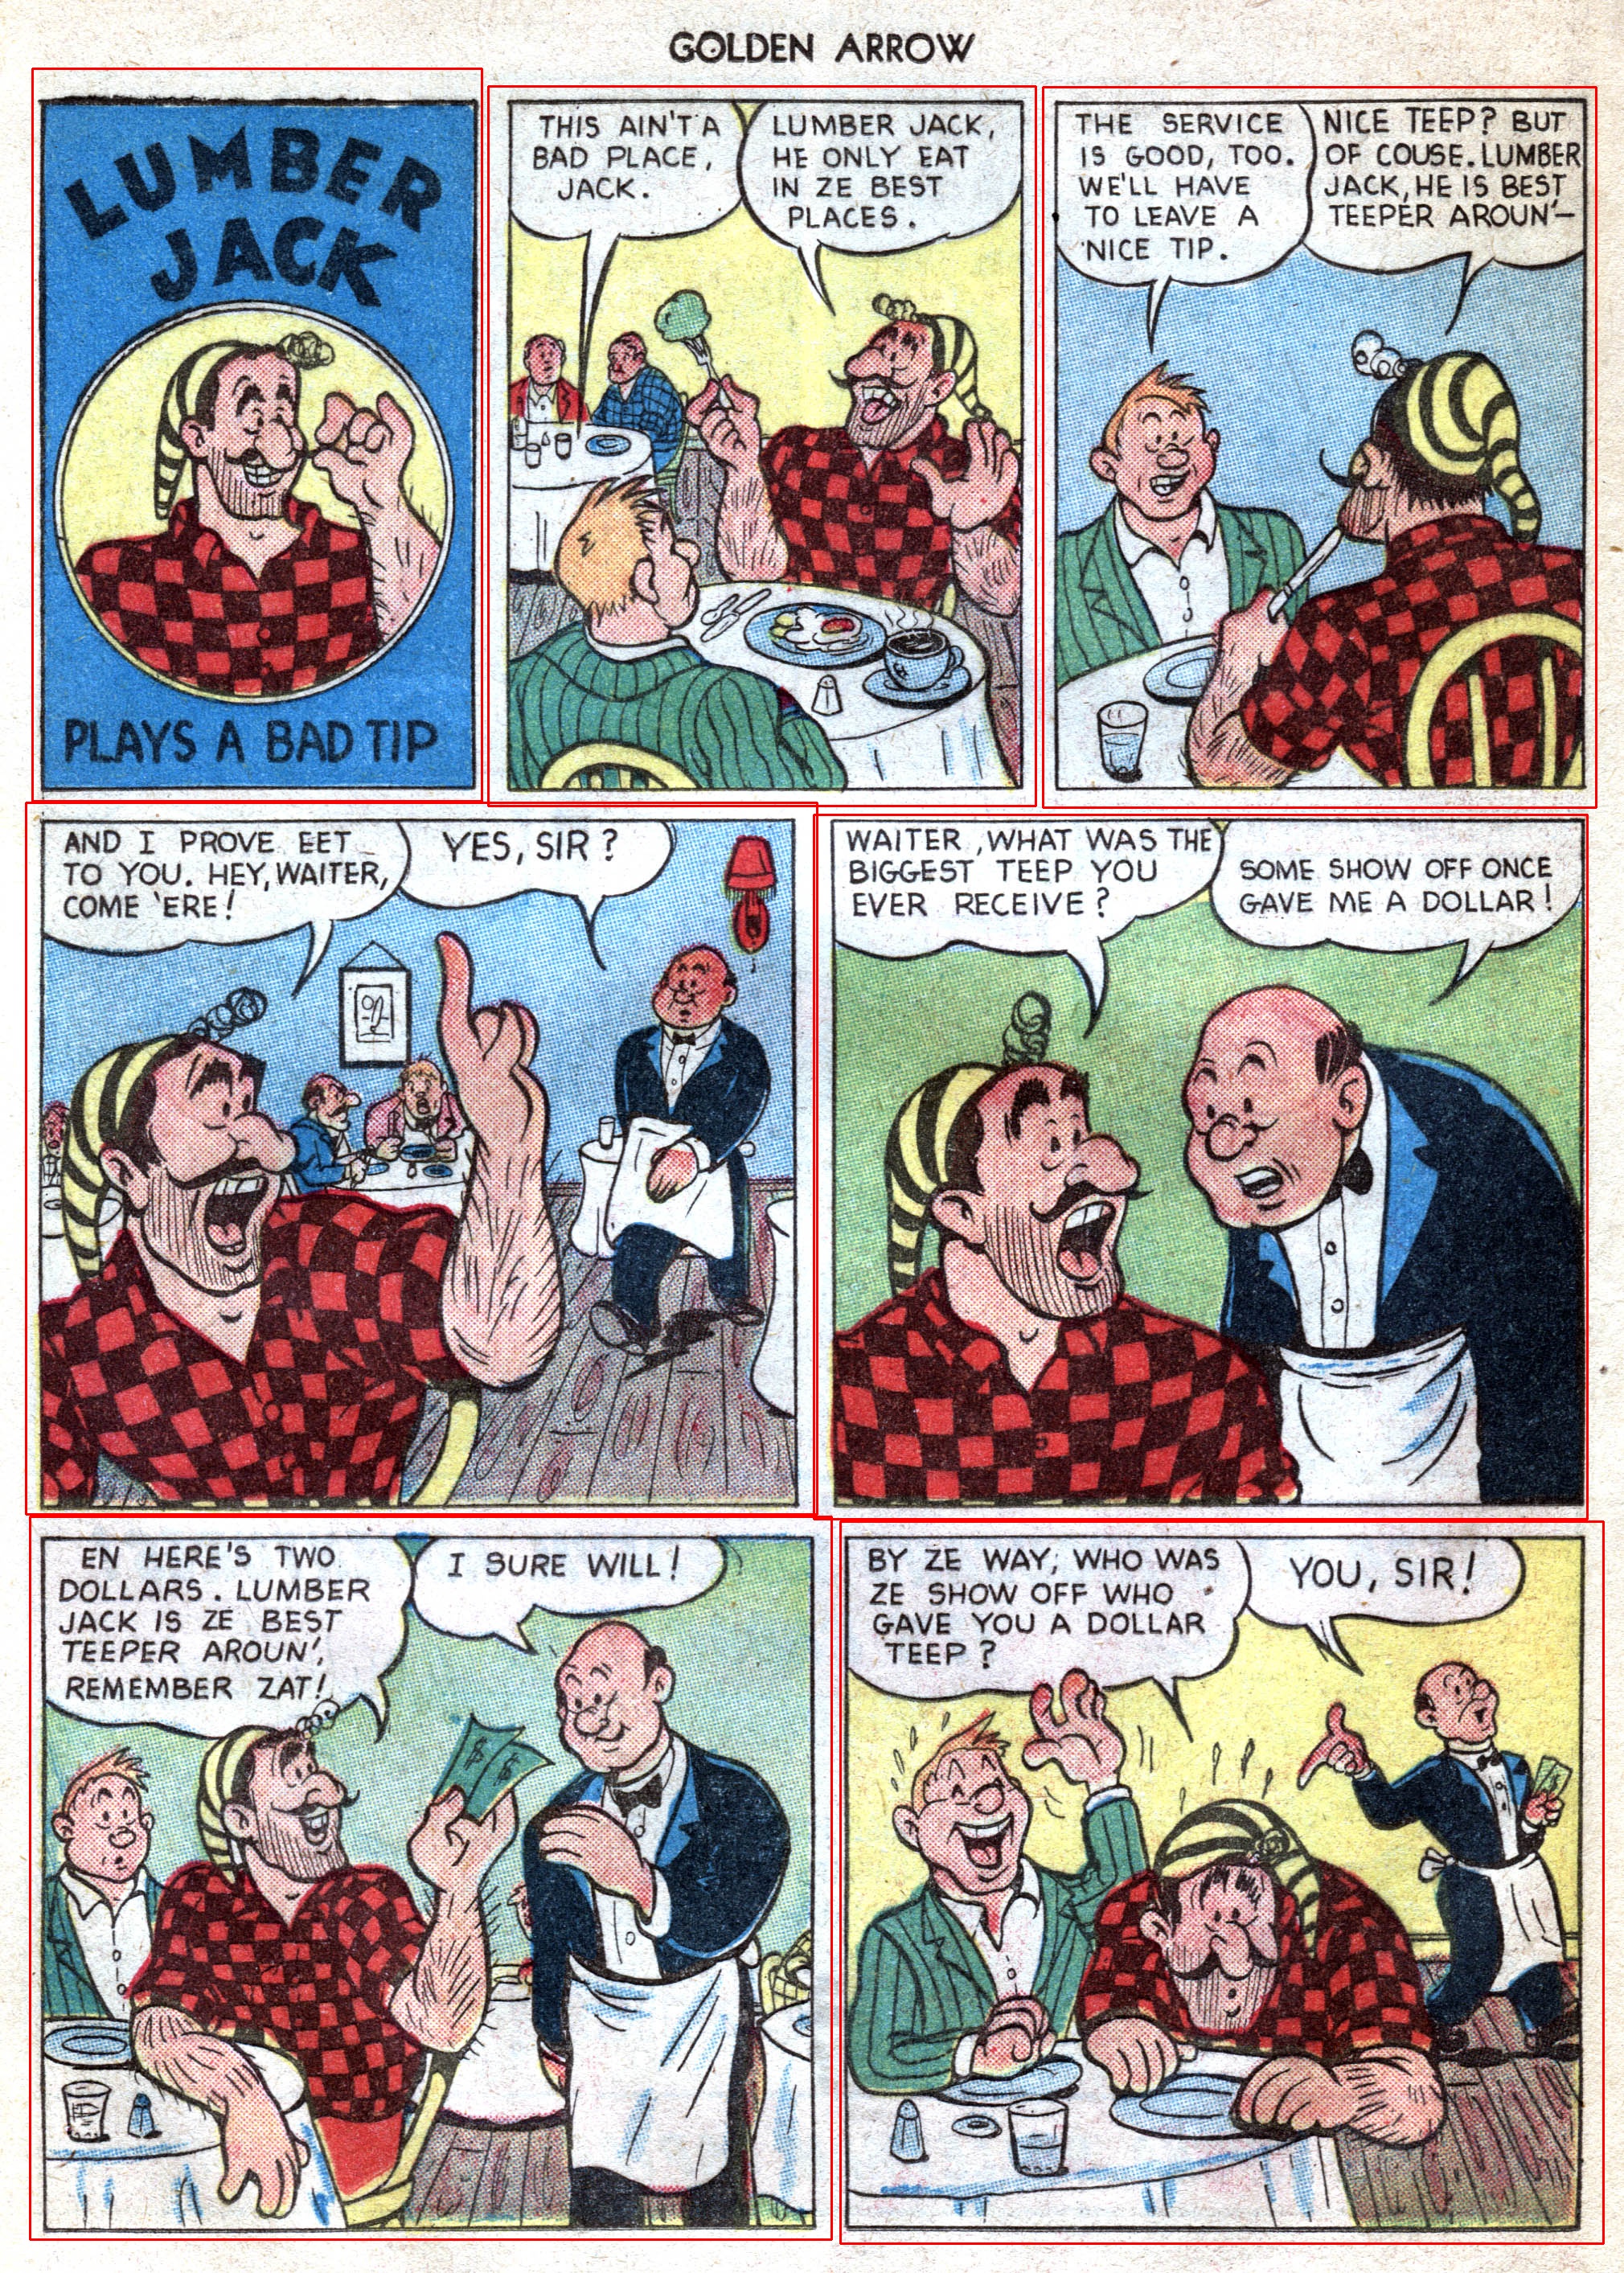 GOLDEN ARROW
LUMBER
JACK
PLAYS A BAD TIP
THIS AIN'T A
BAD PLACE,
JACK.
LUMBER JACK,
HE ONLY EAT
IN ZE BEST
PLACES.
THE SERVICE
IS GOOD, TOO.
WE'LL HAVE
TO LEAVE A
NICE TIP.
NICE TEEP? BUT
OF COUSE. LUMBER
JACK, HE IS BEST
TEEPER AROUN'-
AND I PROVE EET
TO YOU. HEY, WAITER,
COME 'ERE!
YES, SIR?
WAITER, WHAT WAS THE
BIGGEST TEEP YOU
EVER RECEIVE?
SOME SHOW OFF ONCE
GAVE ME A DOLLAR!
EN HERE'S TWO
DOLLARS. LUMBER
JACK IS ZE BEST
TEEPER AROUN',
REMEMBER ZAT!
$ $
I SURE WILL!
BY ZE WAY, WHO WAS
ZE SHOW OFF WHO
GAVE YOU A DOLLAR
TEEP?
YOU, SIR!